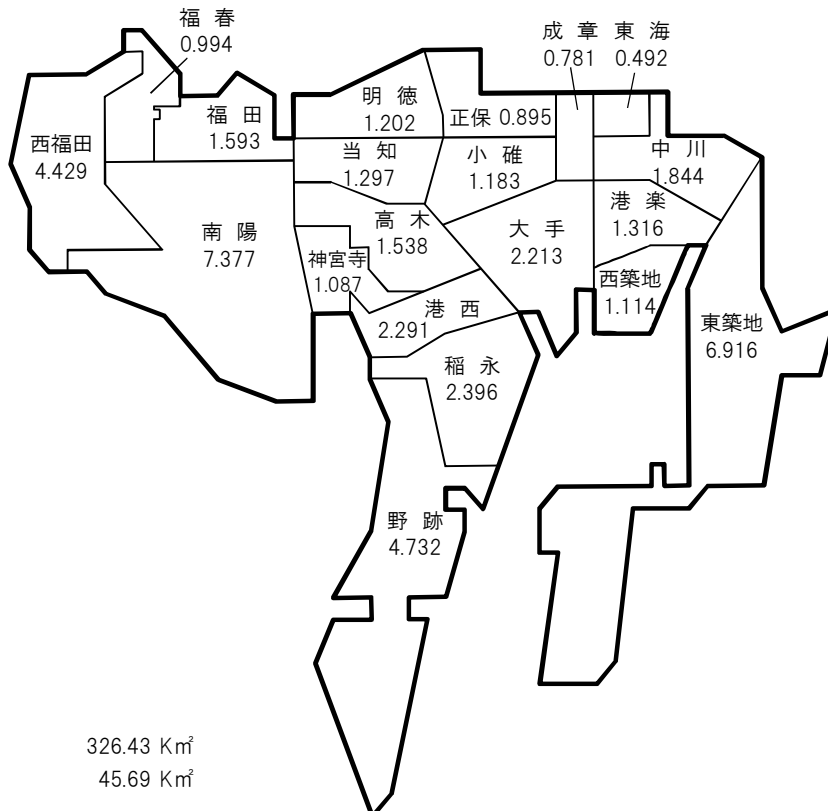 福春
0.994
成章
0.781
東海
0.492
明徳
1.202
正保 0.895
福田
1.593
西福田
4.429
当知
1.297
小碓
1.183
中川
1.844
南陽
7.377
高木
1.538
大手
2.213
港楽
1.316
神宮寺
1.087
西築地
1.114
港西
2.291
東築地
6.916
稲永
2.396
野跡
4.732
326.43 K㎡
45.69 K㎡